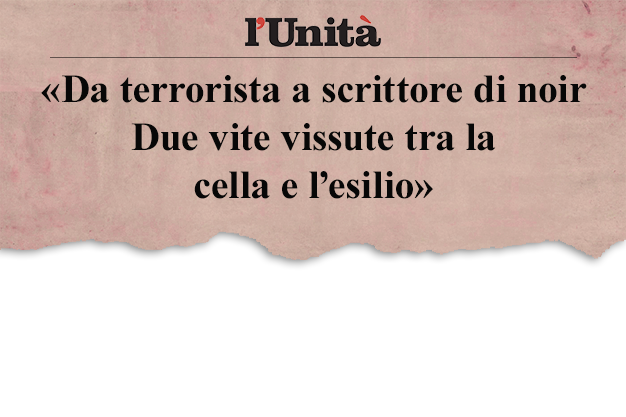 l'Unità
«Da terrorista a scrittore di noir
Due vite vissute tra la
cella e l’esilio»